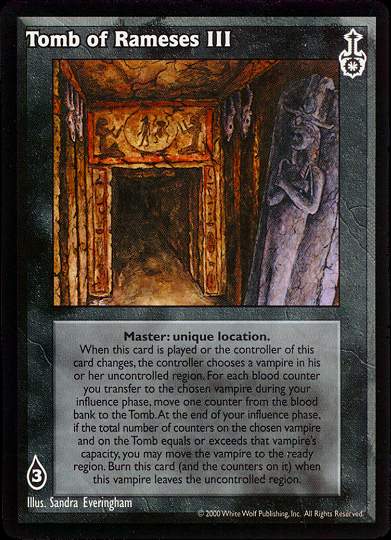 Tomb of Rameses III
Master: unique location.
When this card is played or the controller of this
card changes, the controller chooses a vampire in his
or her uncontrolled region. For each blood counter
you transfer to the chosen vampire during your
influence phase, move one counter from the blood
bank to the Tomb. At the end of your influence phase,
if the total number of counters on the chosen vampire
and on the Tomb equals or exceeds that vampire's
capacity, you may move the vampire to the ready
region. Burn this card (and the counters on it) when
this vampire leaves the uncontrolled region.
3
Illus. Sandra Everingham
© 2000 White Wolf Publishing, Inc. All Rights Reserved.